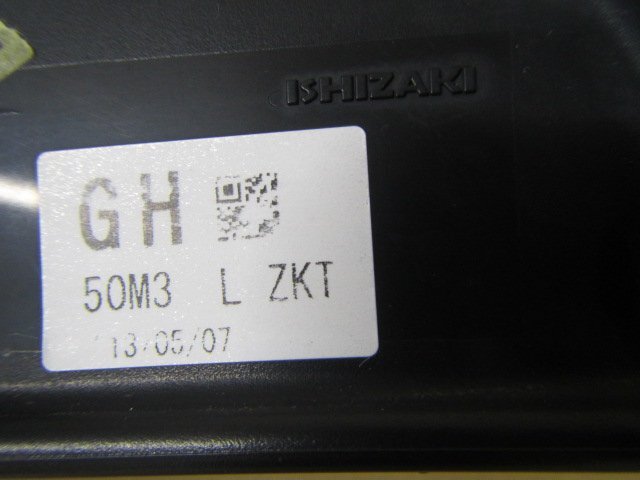 ISHIZAKI
GH
50M3 L ZKT
'13.05/07